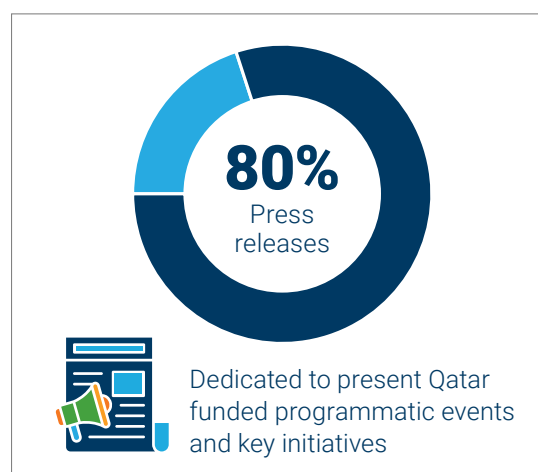 80%
Press
releases
Dedicated to present Qatar
funded programmatic events
and key initiatives